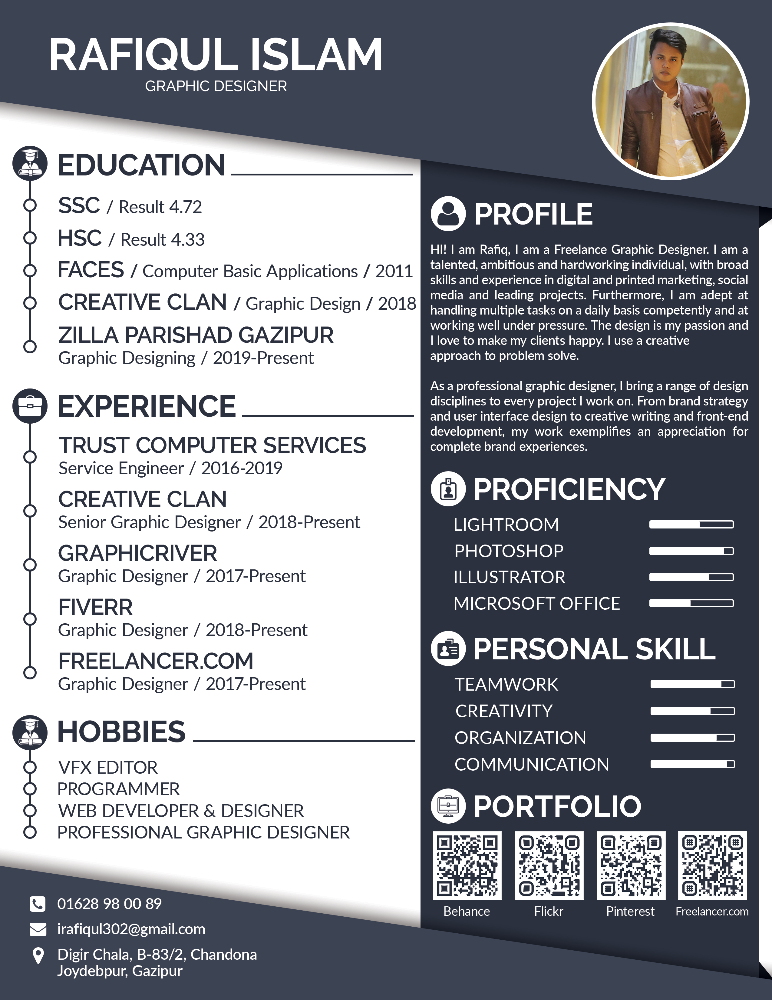 RAFIQUL ISLAM
GRAPHIC DESIGNER
EDUCATION
SSC / Result 4.72
HSC / Result 4.33
FACES / Computer Basic Applications / 2011
CREATIVE CLAN / Graphic Design / 2018
ZILLA PARISHAD GAZIPUR
Graphic Designing / 2019-Present
EXPERIENCE
TRUST COMPUTER SERVICES
Service Engineer / 2016-2019
CREATIVE CLAN
Senior Graphic Designer / 2018-Present
GRAPHICRIVER
Graphic Designer / 2017-Present
FIVERR
Graphic Designer / 2018-Present
FREELANCER.COM
Graphic Designer / 2017-Present
HOBBIES
VFX EDITOR
PROGRAMMER
WEB DEVELOPER & DESIGNER
PROFESSIONAL GRAPHIC DESIGNER
01628 98 00 89
irafiqul302@gmail.com
Digir Chala, B-83/2, Chandona
Joydebpur, Gazipur
PROFILE
HI! I am Rafiq, I am a Freelance Graphic Designer. I am a
talented, ambitious and hardworking individual, with broad
skills and experience in digital and printed marketing, social
media and leading projects. Furthermore, I am adept at
handling multiple tasks on a daily basis competently and at
working well under pressure. The design is my passion and
I love to make my clients happy. I use a creative
approach to problem solve.
As a professional graphic designer, I bring a range of design
disciplines to every project I work on. From brand strategy
and user interface design to creative writing and front-end
development, my work exemplifies an appreciation for
complete brand experiences.
PROFICIENCY
LIGHTROOM
PHOTOSHOP
ILLUSTRATOR
MICROSOFT OFFICE
PERSONAL SKILL
TEAMWORK
CREATIVITY
ORGANIZATION
COMMUNICATION
PORTFOLIO
Behance
Flickr
Pinterest
Freelancer.com